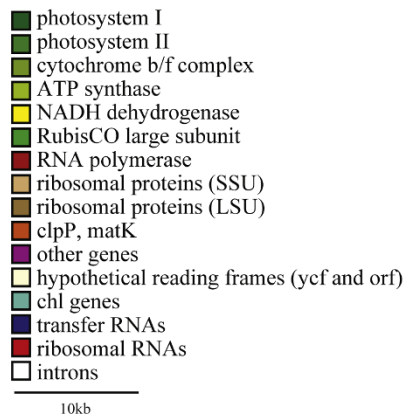 photosystem I
photosystem II
cytochrome b/f complex
ATP synthase
NADH dehydrogenase
RubisCO large subunit
RNA polymerase
ribosomal proteins (SSU)
ribosomal proteins (LSU)
clpP, matK
other genes
hypothetical reading frames (ycf and orf)
chl genes
transfer RNAs
ribosomal RNAs
introns
10kb